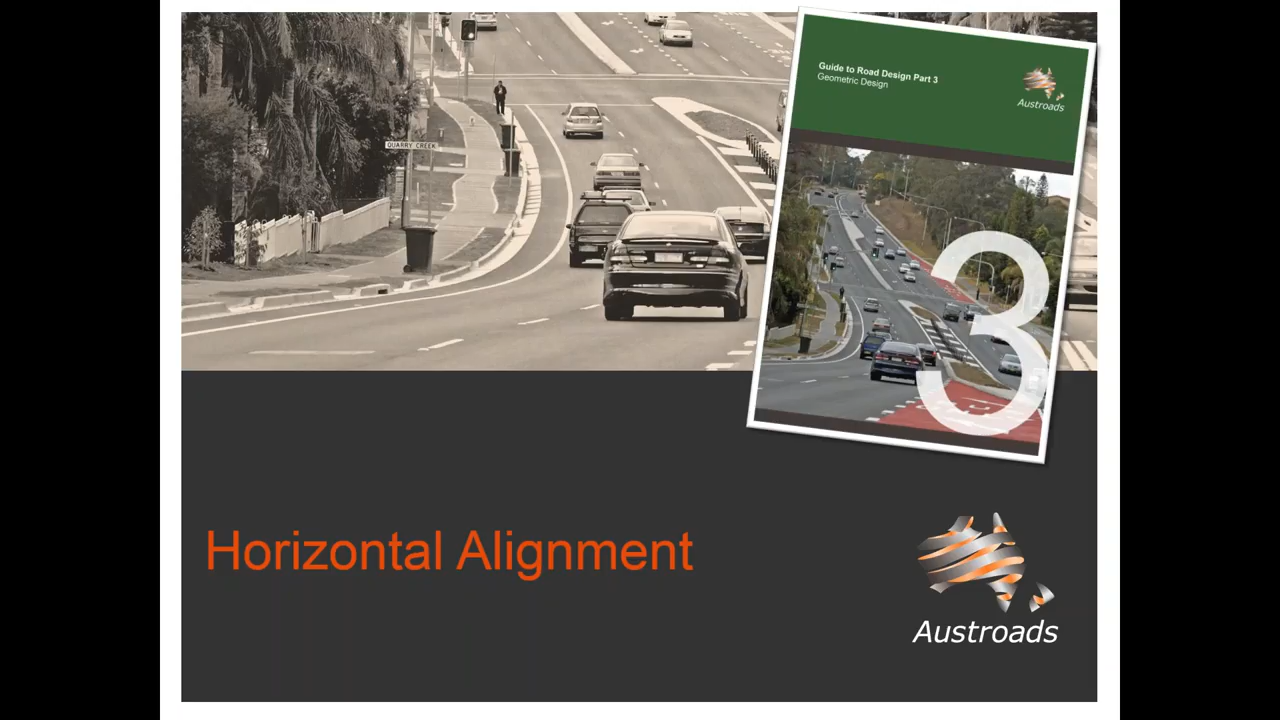 Guide to Road Design Part 3
Geometric Design
Austroads
QUARRY CREEK
3
Horizontal Alignment
Austroads